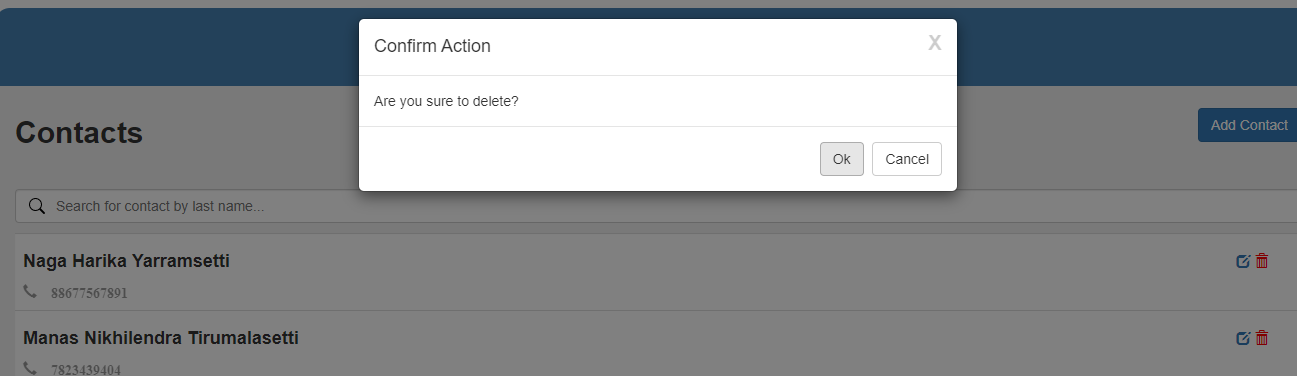 Confirm Action
X
Are you sure to delete?
Ok
Cancel
Contacts
Add Contact
Search for contact by last name...
Naga Harika Yarramsetti
88677567891
Manas Nikhilendra Tirumalasetti
7823439404